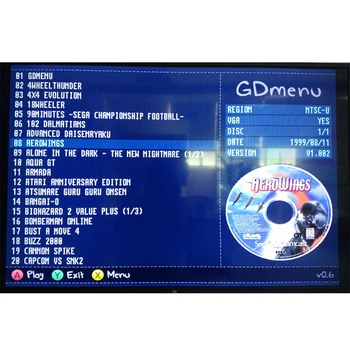 01 GDMENU
02 4WHEELTHUNDER
03 4X4 EVOLUTION
04 18WHEELER
05 90MINUTES -SEGA CHAMPIONSHIP FOOTBALL-
06 102 DALMATIANS
07 ADVANCED DAISENRYAKU
08 AEROWINGS
09 ALONE IN THE DARK - THE NEW NIGHTMARE (1/2)
10 AQUA GT
11 ARMADA
12 ATARI ANNIVERSARY EDITION
13 ATSUMARE GURU GURU ONSEN
14 BANGAI-O
15 BIOHAZARD 2 VALUE PLUS (1/3)
16 BOMBERMAN ONLINE
17 BUST A MOVE 4
18 BUZZ 2000
19 CANNON SPIKE
20 CAPCOM VS SNK2
A Play Y Exit X Menu
GDmenu
REGION NTSC-U
VGA YES
DISC 1/1
DATE 1999/08/11
VERSION V1.002
AEROWINGS
Sega Dreamcast
v0.6